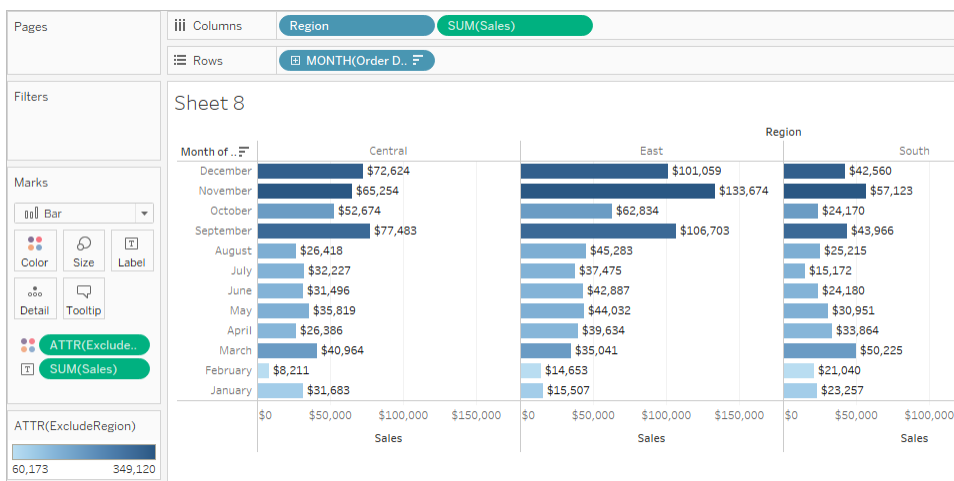 Pages
Columns
Region
SUM(Sales)
Rows
MONTH(Order D..
Filters
Marks
Bar
Color
Size
Label
Detail
Tooltip
ATTR(Exclude..
SUM(Sales)
ATTR(ExcludeRegion)
60,173 349,120
Sheet 8
Region
Month of ..
Central East South
December $72,624 $101,059 $42,560
November $65,254 $133,674 $57,123
October $52,674 $62,834 $24,170
September $77,483 $106,703 $43,966
August $26,418 $45,283 $25,215
July $32,227 $37,475 $15,172
June $31,496 $42,887 $24,180
May $35,819 $44,032 $30,951
April $26,386 $39,634 $33,864
March $40,964 $35,041 $50,225
February $8,211 $14,653 $21,040
January $31,683 $15,507 $23,257
$0 $50,000 $100,000 $150,000 $0 $50,000 $100,000 $150,000 $0 $50,000 $100,000
Sales Sales Sales